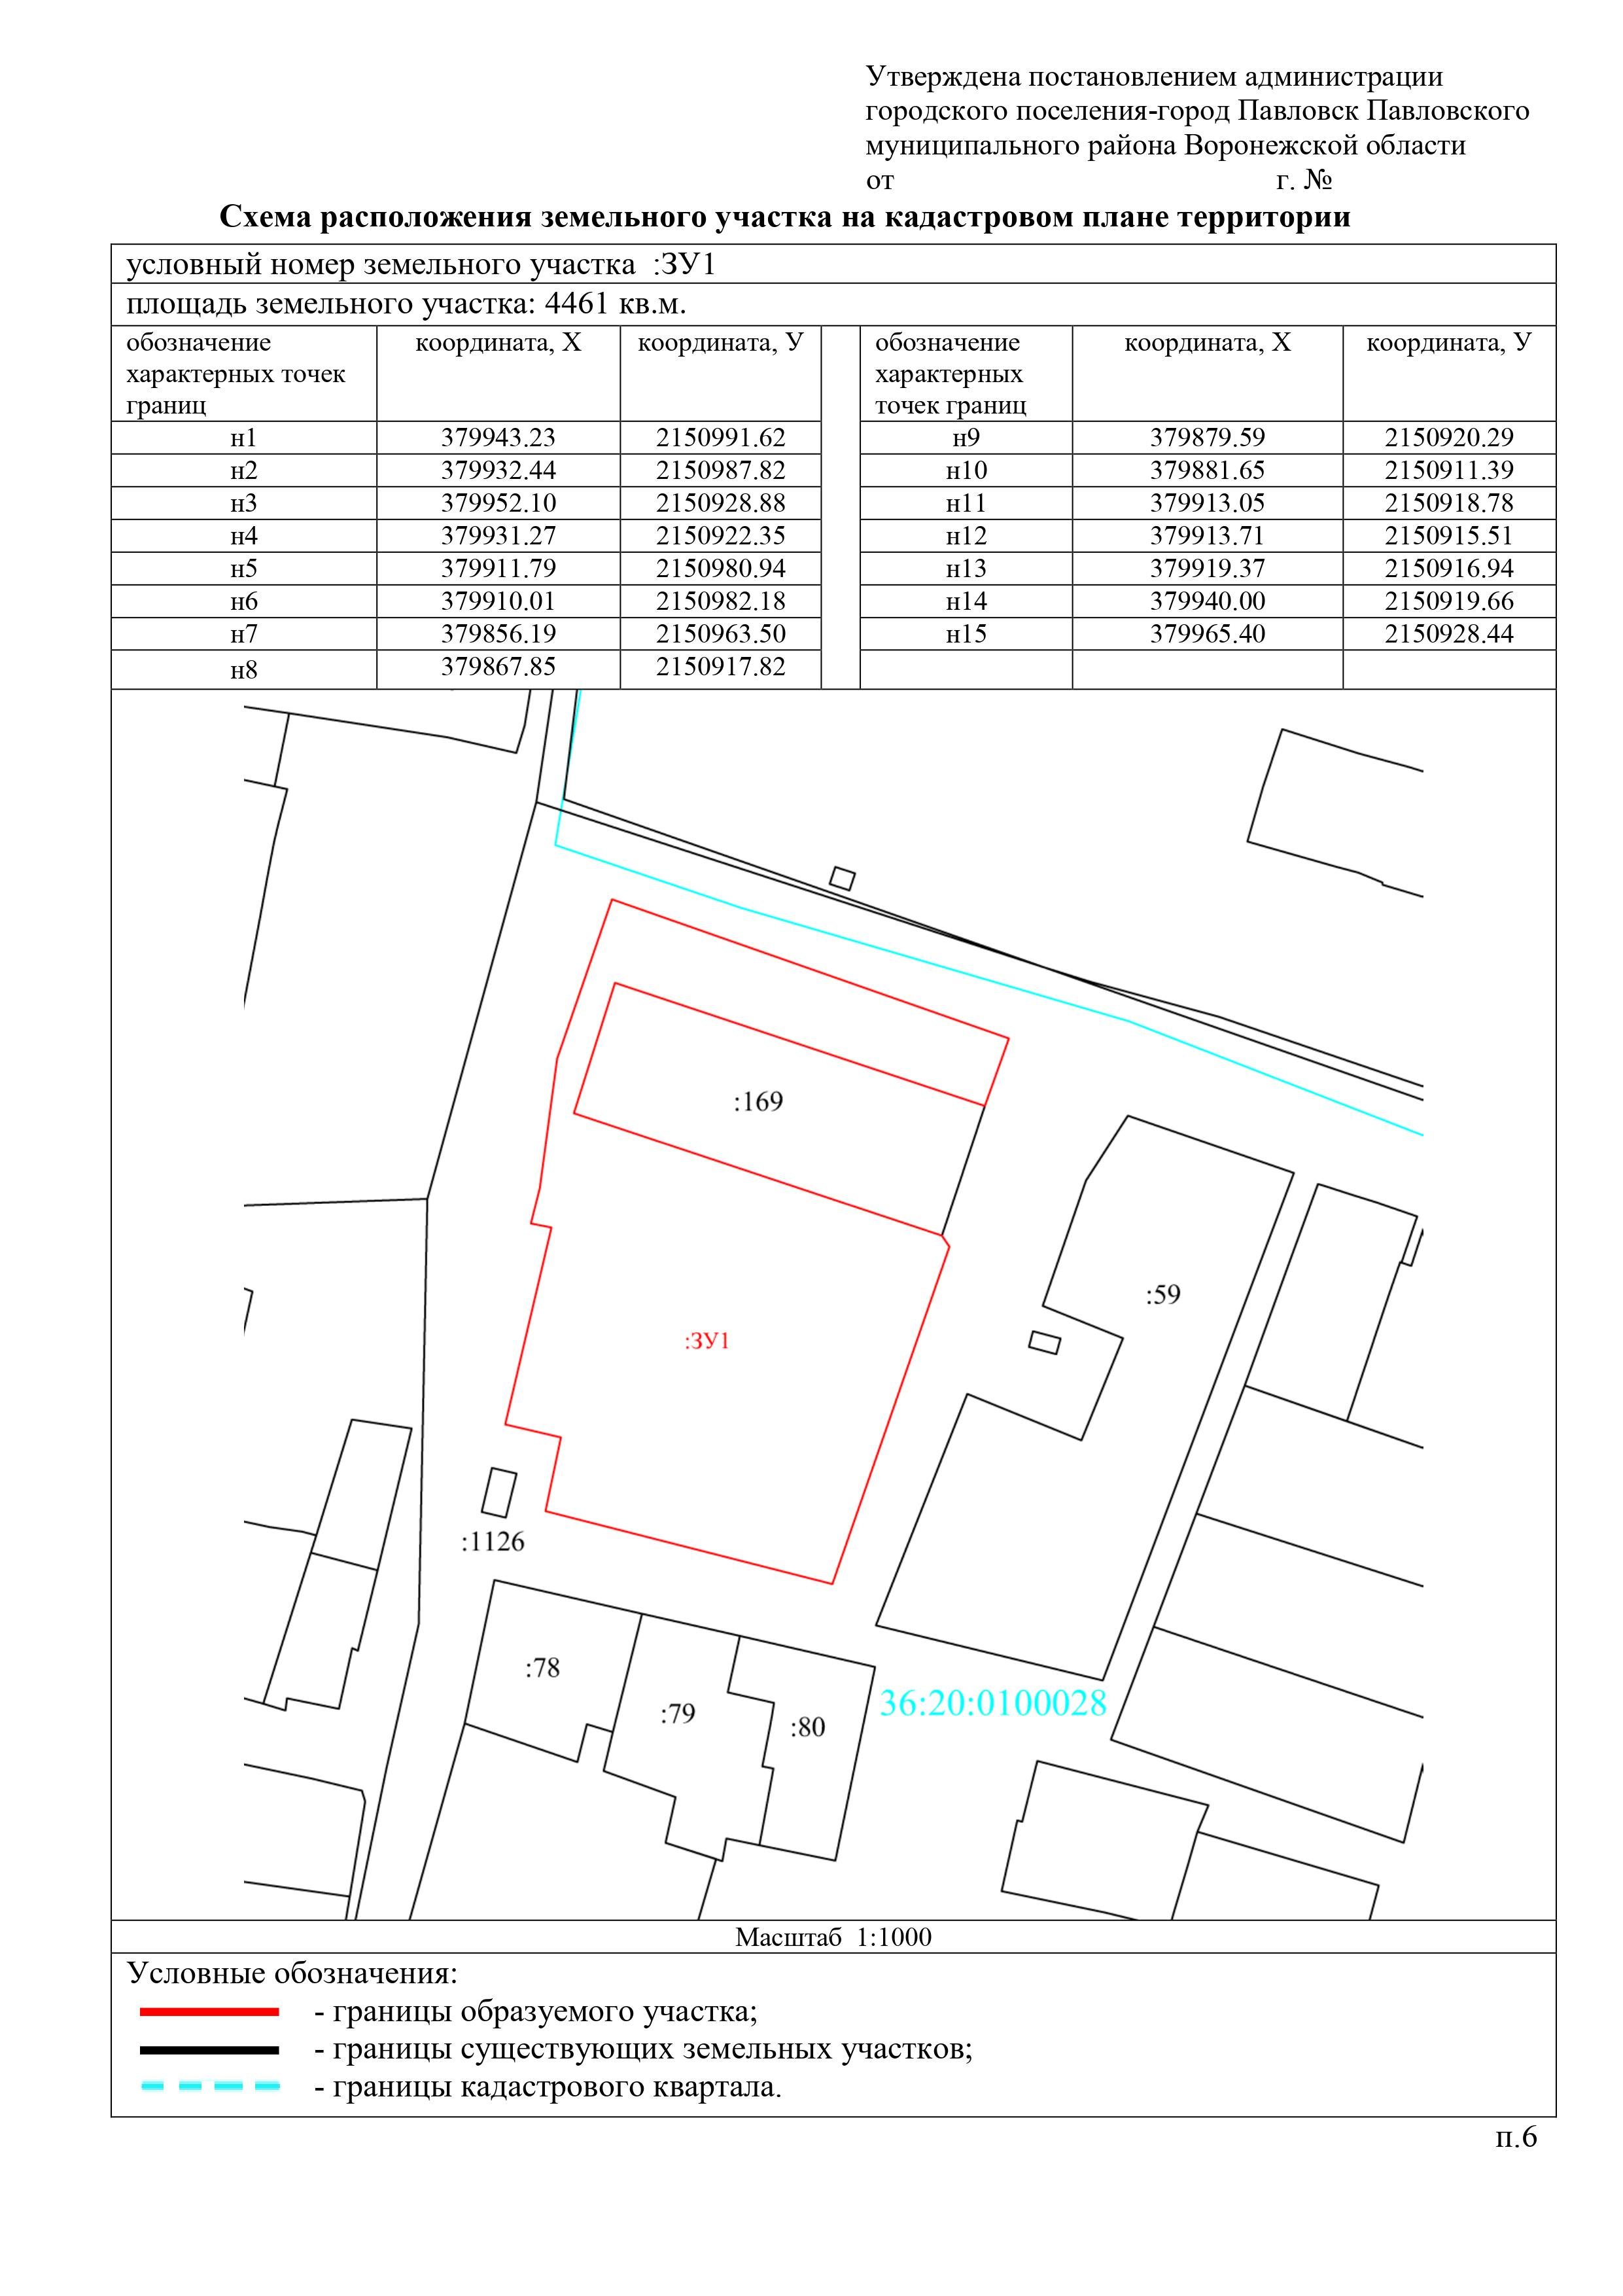 Утверждена постановлением администрации
городского поселения-город Павловск Павловского
муниципального района Воронежской области
от г. №
Схема расположения земельного участка на кадастровом плане территории
условный номер земельного участка :ЗУ1
площадь земельного участка: 4461 кв.м.
обозначение характерных точек границ координата, Х координата, У обозначение характерных точек границ координата, Х координата, У
н1 379943.23 2150991.62 н9 379879.59 2150920.29
н2 379932.44 2150987.82 н10 379881.65 2150911.39
н3 379952.10 2150928.88 н11 379913.05 2150918.78
н4 379931.27 2150922.35 н12 379913.71 2150915.51
н5 379911.79 2150980.94 н13 379919.37 2150916.94
н6 379910.01 2150982.18 н14 379940.00 2150919.66
н7 379856.19 2150963.50 н15 379965.40 2150928.44
н8 379867.85 2150917.82
:169
:59
:ЗУ1
:1126
:78
:79
:80
36:20:0100028
Масштаб 1:1000
Условные обозначения:
- границы образуемого участка;
- границы существующих земельных участков;
- границы кадастрового квартала.
п.6